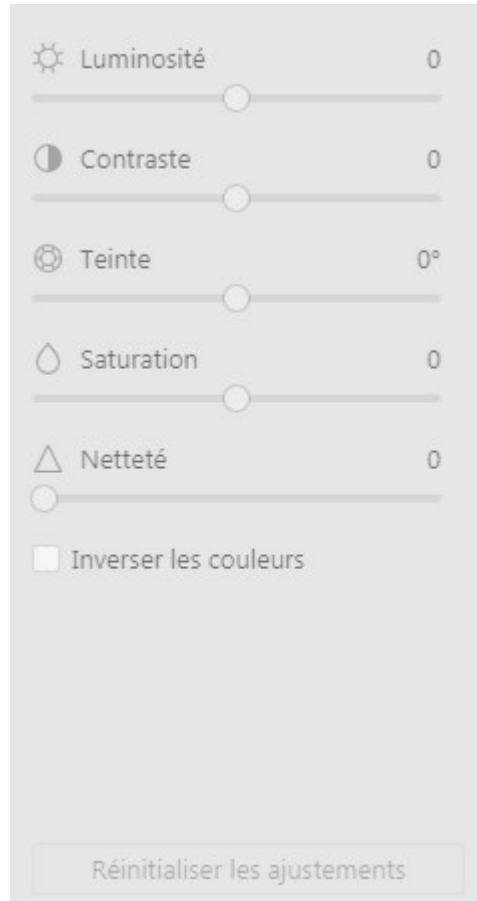 Luminosité 0
Contraste 0
Teinte 0°
Saturation 0
Netteté 0
Inverser les couleurs
Réinitialiser les ajustements